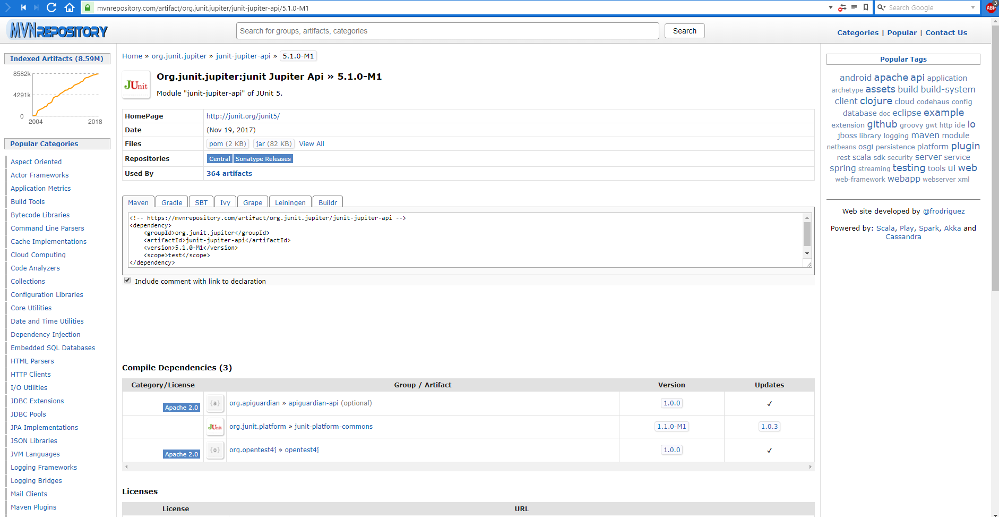 mvnrepository.com/artifact/org.junit.jupiter/junit-jupiter-api/5.1.0-M1
Search Google
ABP
3
MVNREPOSITORY
Search for groups, artifacts, categories
Search
Categories | Popular | Contact Us
Indexed Artifacts (8.59M)
8582k
4291k
0
2004
2018
Popular Categories
Aspect Oriented
Actor Frameworks
Application Metrics
Build Tools
Bytecode Libraries
Command Line Parsers
Cache Implementations
Cloud Computing
Code Analyzers
Collections
Configuration Libraries
Core Utilities
Date and Time Utilities
Dependency Injection
Embedded SQL Databases
HTML Parsers
HTTP Clients
I/O Utilities
JDBC Extensions
JDBC Pools
JPA Implementations
JSON Libraries
JVM Languages
Logging Frameworks
Logging Bridges
Mail Clients
Maven Plugins
Home » org.junit.jupiter » junit-jupiter-api » 5.1.0-M1
JUnit
Org.junit.jupiter:junit Jupiter Api » 5.1.0-M1
Module "junit-jupiter-api" of JUnit 5.
HomePage http://junit.org/junit5/
Date (Nov 19, 2017)
Files pom (2 KB) jar (82 KB) View All
Repositories Central Sonatype Releases
Used By 364 artifacts
Maven Gradle SBT Ivy Grape Leiningen Buildr
<!-- https://mvnrepository.com/artifact/org.junit.jupiter/junit-jupiter-api -->
<dependency>
    <groupId>org.junit.jupiter</groupId>
    <artifactId>junit-jupiter-api</artifactId>
    <version>5.1.0-M1</version>
    <scope>test</scope>
</dependency>
Include comment with link to declaration
Compile Dependencies (3)
Category/License Group / Artifact Version Updates
Apache 2.0 {a} org.apiguardian » apiguardian-api (optional) 1.0.0 ✓
JUnit org.junit.platform » junit-platform-commons 1.1.0-M1 1.0.3
Apache 2.0 {o} org.opentest4j » opentest4j 1.0.0 ✓
Licenses
License URL
Popular Tags
android apache api application
archetype assets build build-system
client clojure cloud codehaus config
database doc eclipse example
extension github groovy gwt http ide io
jboss library logging maven module
netbeans osgi persistence platform plugin
rest scala sdk security server service
spring streaming testing tools ui web
web-framework webapp webserver xml
Web site developed by @frodriguez
Powered by: Scala, Play, Spark, Akka and
Cassandra